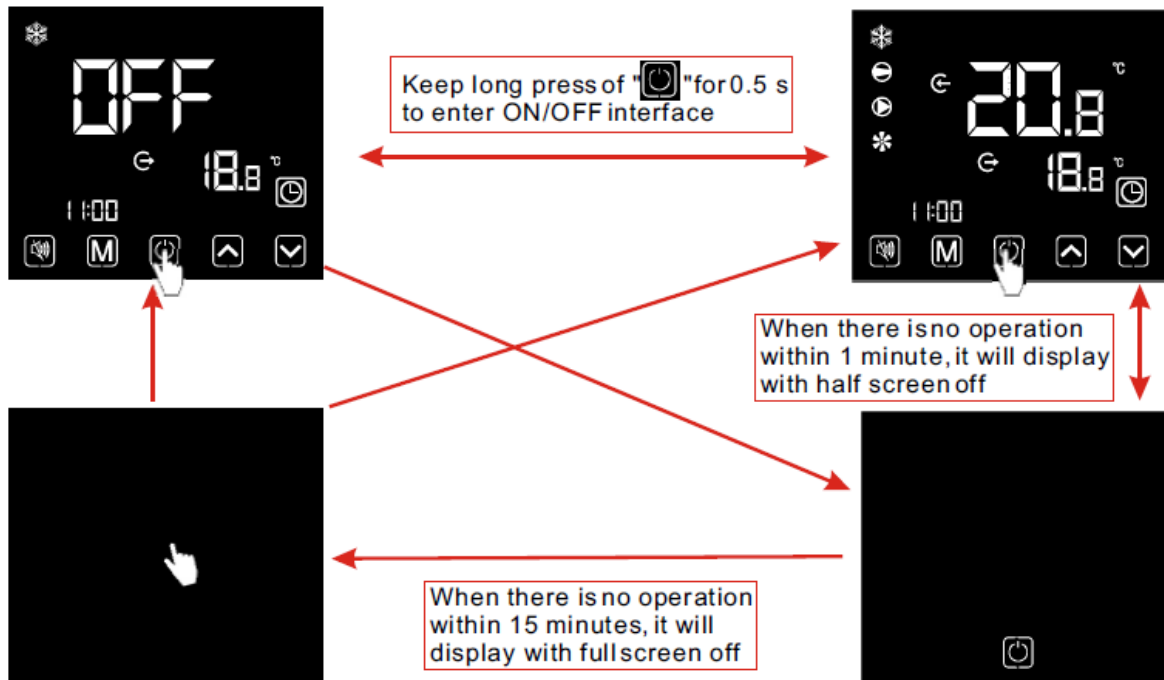 OFF
18.8 °C
11:00
M
Keep long press of " "for 0.5 s
to enter ON/OFF interface
20.8 °C
18.8 °C
11:00
M
When there is no operation
within 1 minute, it will display
with half screen off
When there is no operation
within 15 minutes, it will
display with full screen off